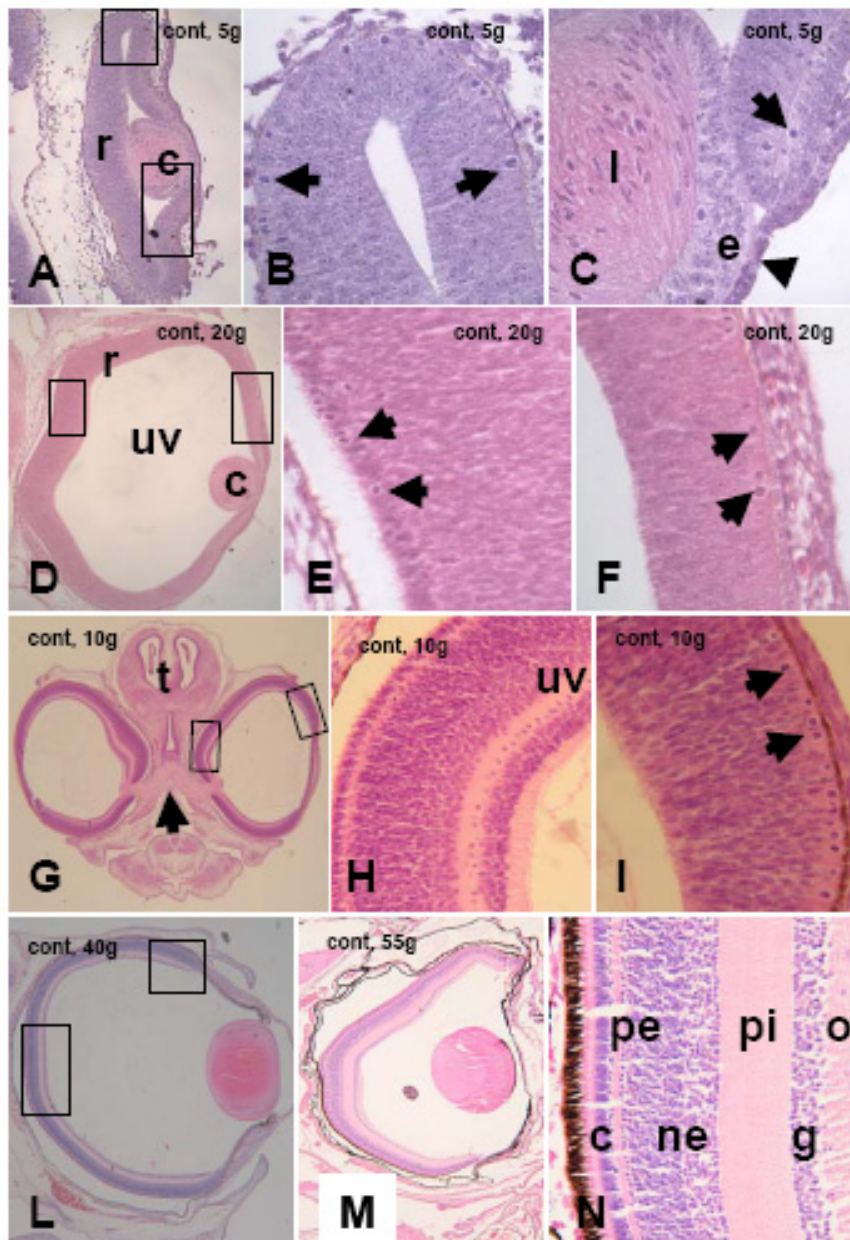 cont, 5g
r
c
A
cont, 5g
B
cont, 5g
l
e
C
cont, 20g
r
uv
c
D
cont, 20g
E
cont, 20g
F
cont, 10g
t
G
cont, 10g
uv
H
cont, 10g
I
cont, 40g
L
cont, 55g
M
pe pi o
c ne g
N